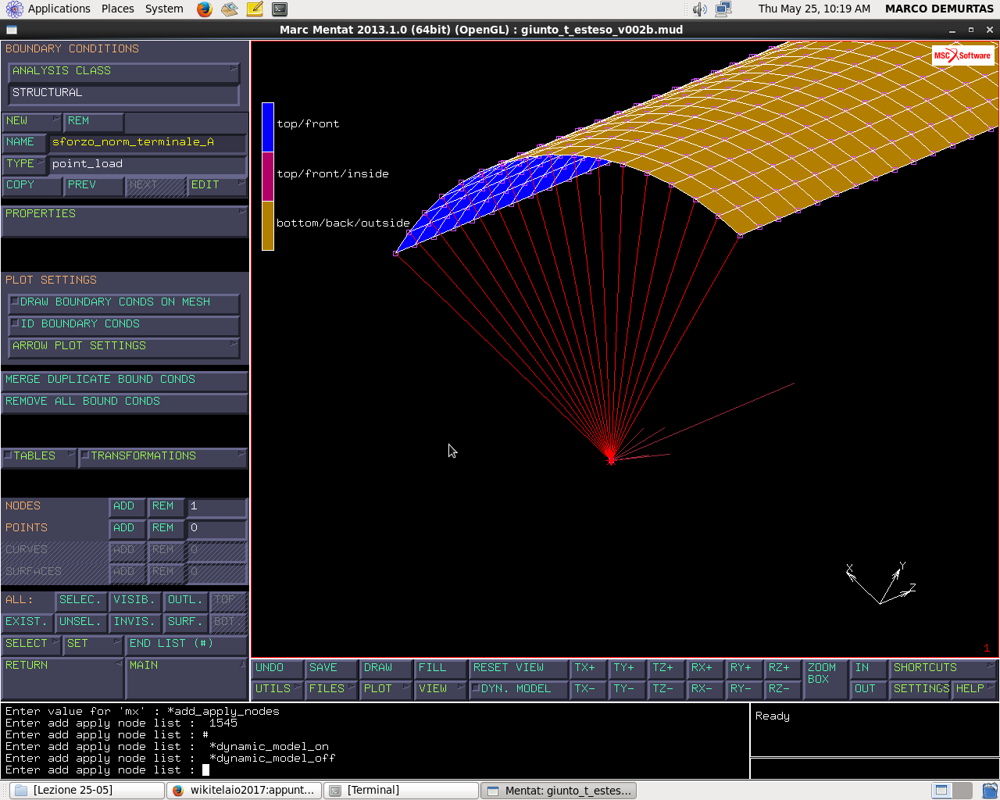 Applications Places System
Thu May 25, 10:19 AM MARCO DEMURTAS
Marc Mentat 2013.1.0 (64bit) (OpenGL) : giunto_t_esteso_v002b.mud
BOUNDARY CONDITIONS
ANALYSIS CLASS
STRUCTURAL
NEW REM
NAME sforzo_norm_terminale_A
TYPE point_load
COPY PREV NEXT EDIT
PROPERTIES
PLOT SETTINGS
DRAW BOUNDARY CONDS ON MESH
ID BOUNDARY CONDS
ARROW PLOT SETTINGS
MERGE DUPLICATE BOUND CONDS
REMOVE ALL BOUND CONDS
TABLES TRANSFORMATIONS
NODES ADD REM 1
POINTS ADD REM 0
CURVES ADD REM 0
SURFACES ADD REM 0
ALL: SELEC. VISIB. OUTL. TOP
EXIST. UNSEL. INVIS. SURF. BOT.
SELECT SET END LIST (#)
RETURN MAIN
top/front
top/front/inside
bottom/back/outside
MSC Software
X Y Z
1
UNDO SAVE DRAW FILL RESET VIEW TX+ TY+ TZ+ RX+ RY+ RZ+ ZOOM BOX IN SHORTCUTS
UTILS FILES PLOT VIEW DYN. MODEL TX- TY- TZ- RX- RY- RZ- OUT SETTINGS HELP
Enter value for 'mx' : *add_apply_nodes
Enter add apply node list : 1545
Enter add apply node list : #
Enter add apply node list : *dynamic_model_on
Enter add apply node list : *dynamic_model_off
Enter add apply node list :
Ready
[Lezione 25-05] wikitelaio2017:appunt... [Terminal] Mentat: giunto_t_estes...